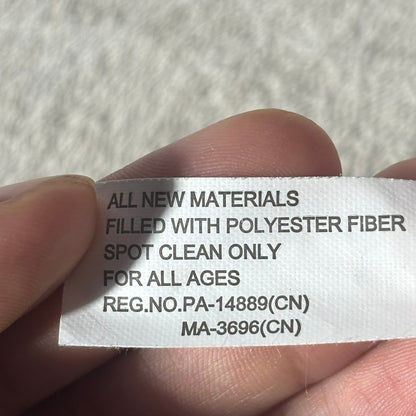 ALL NEW MATERIALS
FILLED WITH POLYESTER FIBER
SPOT CLEAN ONLY
FOR ALL AGES
REG.NO.PA-14889(CN)
MA-3696(CN)